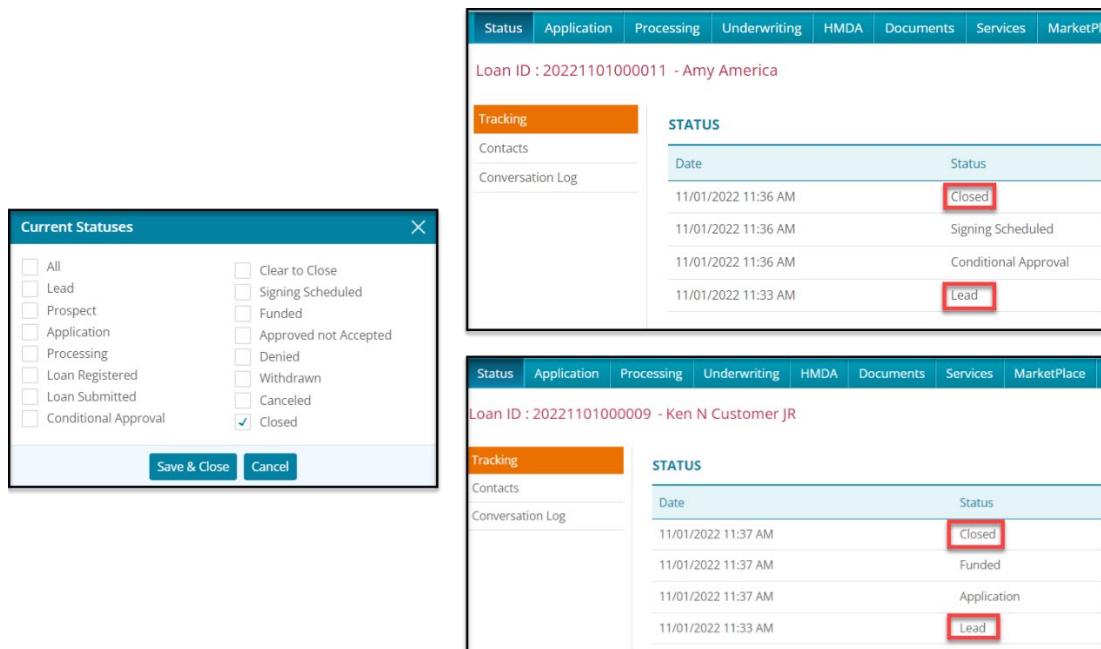 Current Statuses
All
Lead
Prospect
Application
Processing
Loan Registered
Loan Submitted
Conditional Approval
Clear to Close
Signing Scheduled
Funded
Approved not Accepted
Denied
Withdrawn
Canceled
Closed
Save & Close Cancel
Status Application Processing Underwriting HMDA Documents Services MarketPl
Loan ID : 20221101000011 - Amy America
Tracking
Contacts
Conversation Log
STATUS
Date Status
11/01/2022 11:36 AM Closed
11/01/2022 11:36 AM Signing Scheduled
11/01/2022 11:36 AM Conditional Approval
11/01/2022 11:33 AM Lead
Status Application Processing Underwriting HMDA Documents Services MarketPlace
Loan ID : 20221101000009 - Ken N Customer JR
Tracking
Contacts
Conversation Log
STATUS
Date Status
11/01/2022 11:37 AM Closed
11/01/2022 11:37 AM Funded
11/01/2022 11:37 AM Application
11/01/2022 11:33 AM Lead